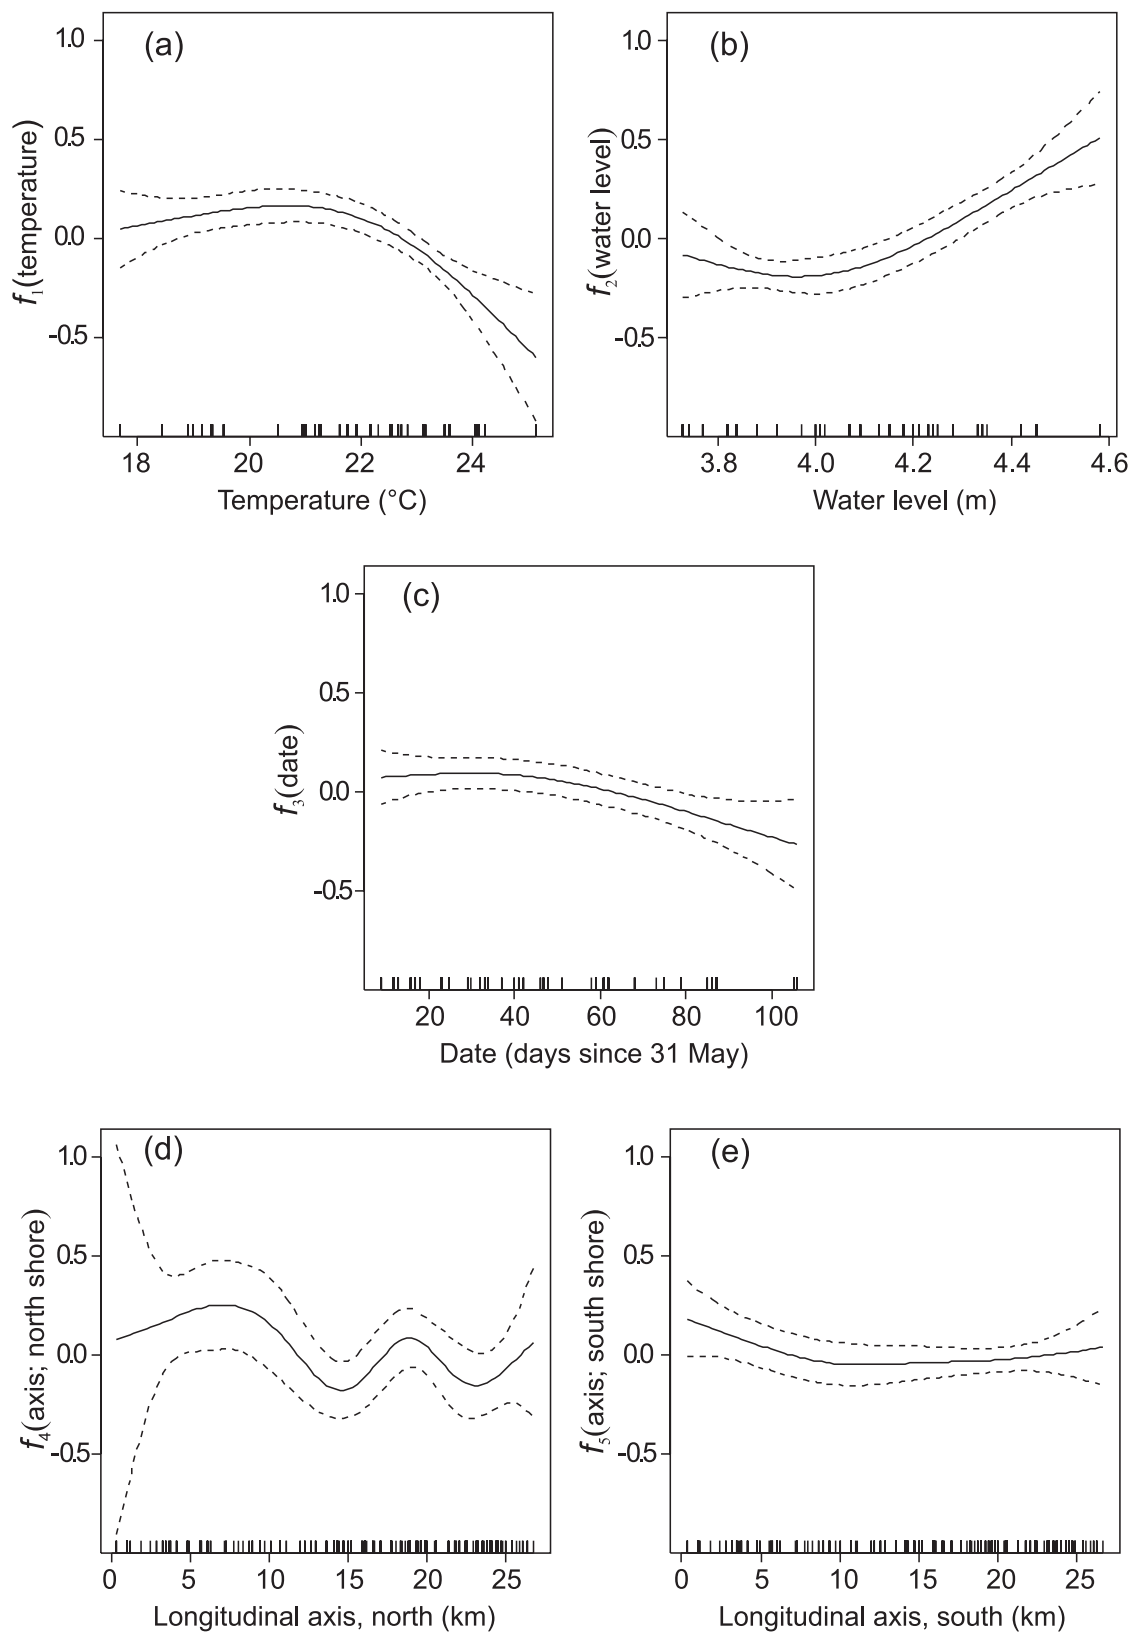 (a)
1.0
0.5
0.0
-0.5
f1(temperature)
18 20 22 24
Temperature (°C)
(b)
1.0
0.5
0.0
-0.5
f2(water level)
3.8 4.0 4.2 4.4 4.6
Water level (m)
(c)
1.0
0.5
0.0
-0.5
f3(date)
20 40 60 80 100
Date (days since 31 May)
(d)
1.0
0.5
0.0
-0.5
f4(axis; north shore)
0 5 10 15 20 25
Longitudinal axis, north (km)
(e)
1.0
0.5
0.0
-0.5
f5(axis; south shore)
0 5 10 15 20 25
Longitudinal axis, south (km)